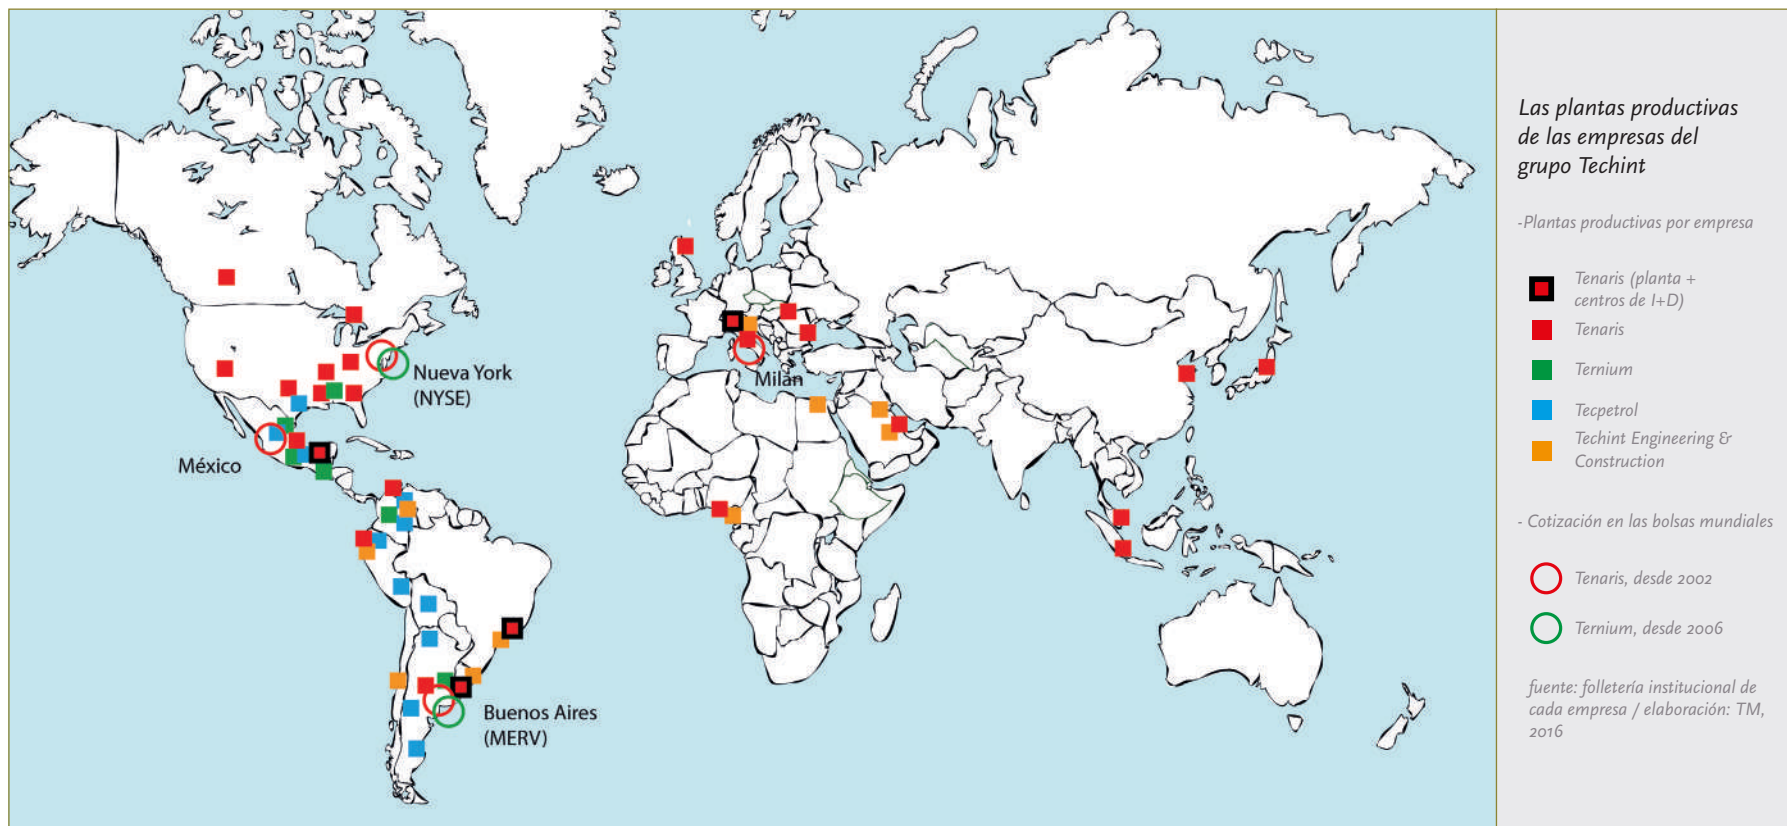 Nueva York
(NYSE)
Milán
México
Buenos Aires
(MERV)
Las plantas productivas
de las empresas del
grupo Techint
-Plantas productivas por empresa
Tenaris (planta +
centros de I+D)
Tenaris
Ternium
Tecpetrol
Techint Engineering &
Construction
- Cotización en las bolsas mundiales
Tenaris, desde 2002
Ternium, desde 2006
fuente: folletería institucional de
cada empresa / elaboración: TM,
2016